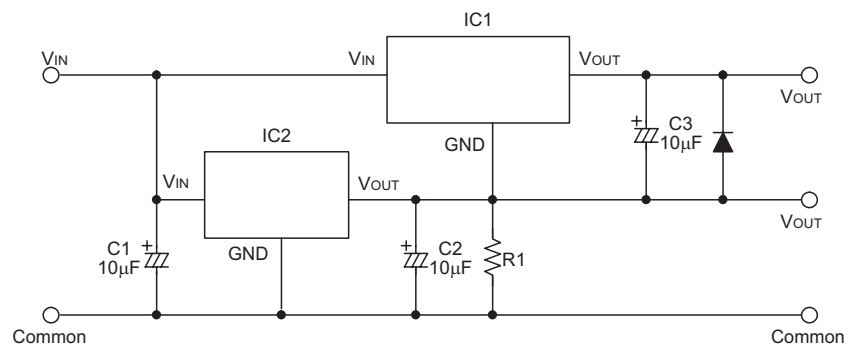 IC1
VIN
VIN
VOUT
VOUT
C3
10μF
GND
IC2
VIN
VOUT
VOUT
GND
C1
10μF
C2
10μF
R1
Common
Common